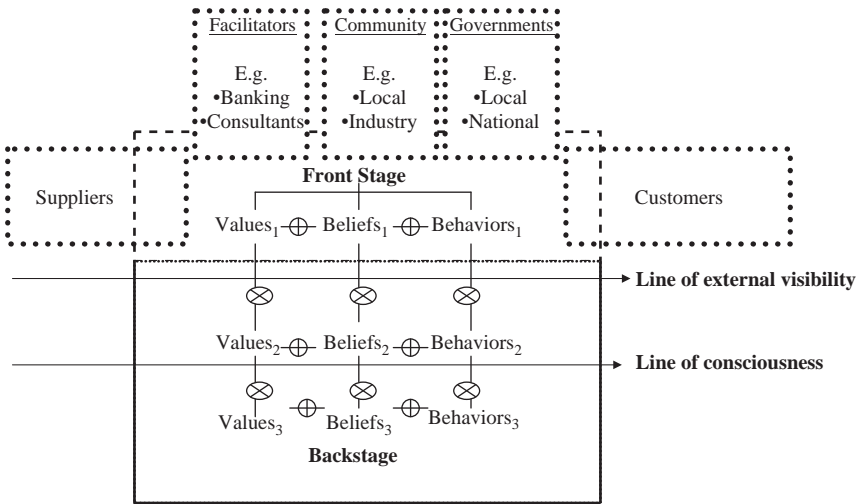 Facilitators
E.g.
•Banking
•Consultants
Community
E.g.
•Local
•Industry
Governments
E.g.
•Local
•National
Suppliers
Front Stage
Customers
Values₁ Beliefs₁ Behaviors₁
Line of external visibility
Values₂ Beliefs₂ Behaviors₂
Line of consciousness
Values₃ Beliefs₃ Behaviors₃
Backstage